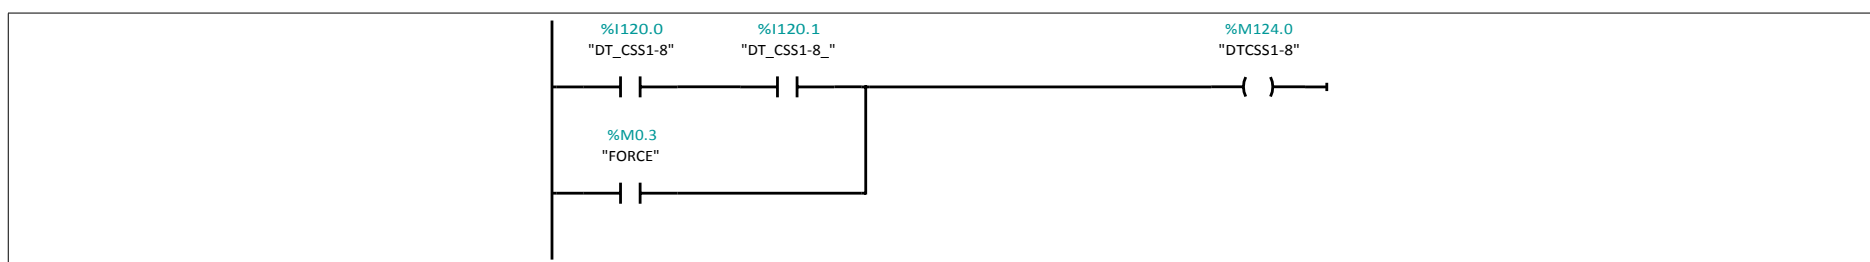 %I120.0 %I120.1 %M124.0
"DT_CSS1-8" "DT_CSS1-8_" "DTCSS1-8"
%M0.3
"FORCE"